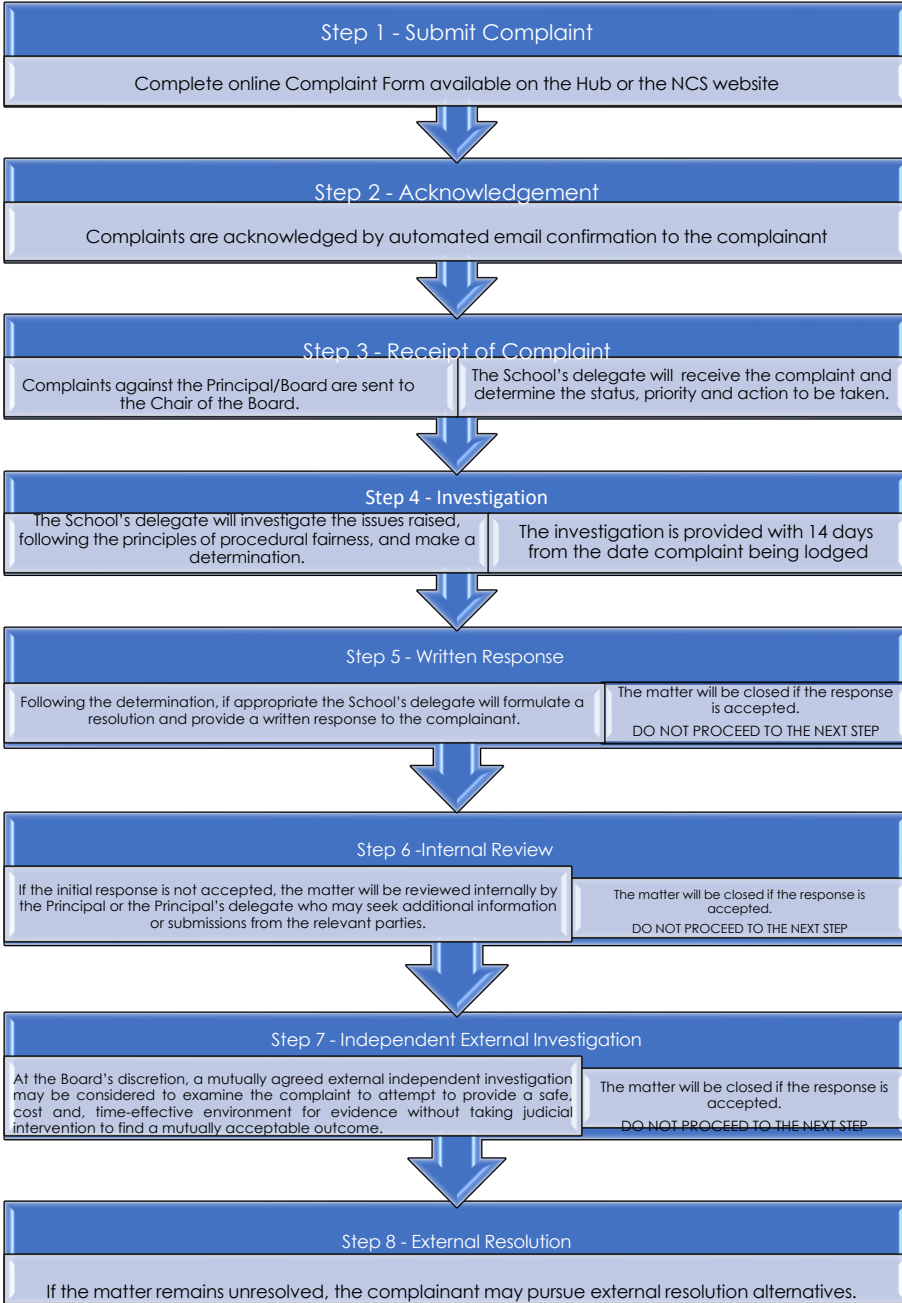 Step 1 - Submit Complaint
Complete online Complaint Form available on the Hub or the NCS website
Step 2 - Acknowledgement
Complaints are acknowledged by automated email confirmation to the complainant
Step 3 - Receipt of Complaint
Complaints against the Principal/Board are sent to
the Chair of the Board.
The School's delegate will receive the complaint and
determine the status, priority and action to be taken.
Step 4 - Investigation
The School's delegate will investigate the issues raised,
following the principles of procedural fairness, and make a
determination.
The investigation is provided with 14 days
from the date complaint being lodged
Step 5 - Written Response
Following the determination, if appropriate the School's delegate will formulate a
resolution and provide a written response to the complainant.
The matter will be closed if the response
is accepted.
DO NOT PROCEED TO THE NEXT STEP
Step 6 -Internal Review
If the initial response is not accepted, the matter will be reviewed internally by
the Principal or the Principal's delegate who may seek additional information
or submissions from the relevant parties.
The matter will be closed if the response is
accepted.
DO NOT PROCEED TO THE NEXT STEP
Step 7 - Independent External Investigation
At the Board's discretion, a mutually agreed external independent investigation
may be considered to examine the complaint to attempt to provide a safe,
cost and, time-effective environment for evidence without taking judicial
intervention to find a mutually acceptable outcome.
The matter will be closed if the response is
accepted.
DO NOT PROCEED TO THE NEXT STEP
Step 8 - External Resolution
If the matter remains unresolved, the complainant may pursue external resolution alternatives.